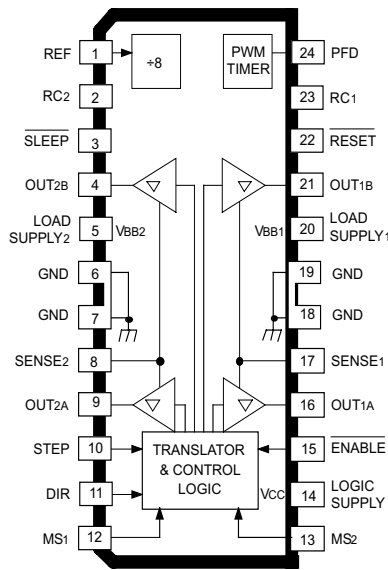 REF 1 ÷8 PWM TIMER 24 PFD
RC2 2 23 RC1
SLEEP 3 22 RESET
OUT2B 4 21 OUT1B
LOAD SUPPLY2 5 VBB2 VBB1 20 LOAD SUPPLY1
GND 6 19 GND
GND 7 18 GND
SENSE2 8 17 SENSE1
OUT2A 9 16 OUT1A
STEP 10 TRANSLATOR & CONTROL LOGIC 15 ENABLE
DIR 11 VCC 14 LOGIC SUPPLY
MS1 12 13 MS2